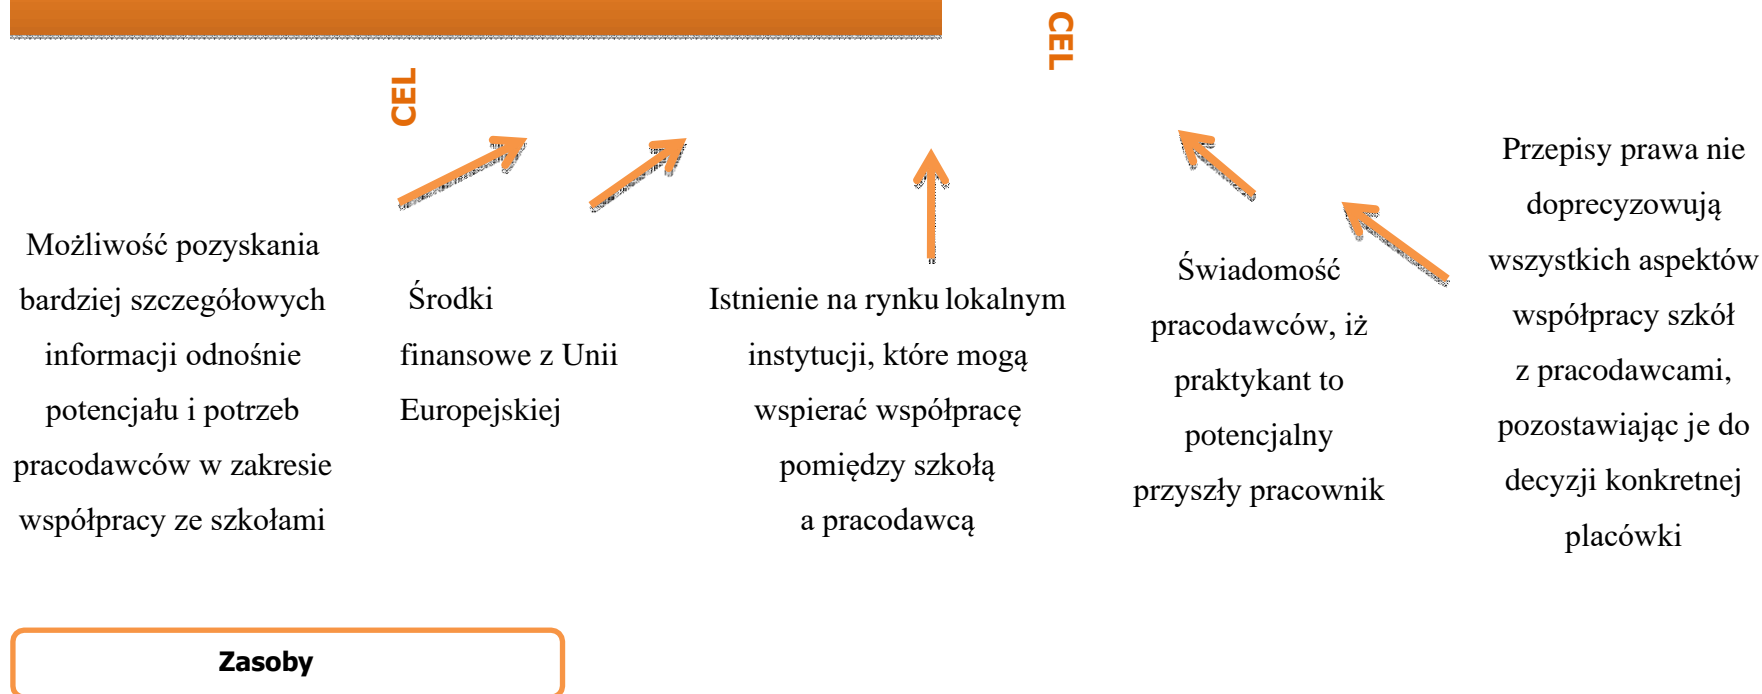 CEL
CEL
Możliwość pozyskania
bardziej szczegółowych
informacji odnośnie
potencjału i potrzeb
pracodawców w zakresie
współpracy ze szkołami
Środki
finansowe z Unii
Europejskiej
Istnienie na rynku lokalnym
instytucji, które mogą
wspierać współpracę
pomiędzy szkołą
a pracodawcą
Świadomość
pracodawców, iż
praktykant to
potencjalny
przyszły pracownik
Przepisy prawa nie
doprecyzowują
wszystkich aspektów
współpracy szkół
z pracodawcami,
pozostawiając je do
decyzji konkretnej
placówki
Zasoby